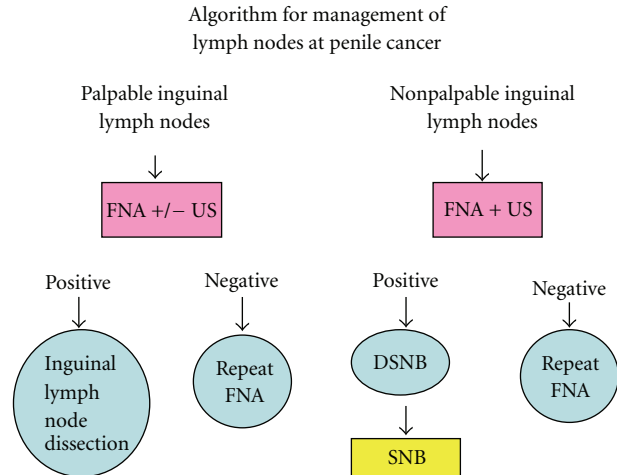 Algorithm for management of
lymph nodes at penile cancer
Palpable inguinal
lymph nodes
Nonpalpable inguinal
lymph nodes
FNA +/− US
FNA + US
Positive
Negative
Positive
Negative
Inguinal
lymph
node
dissection
Repeat
FNA
DSNB
Repeat
FNA
SNB